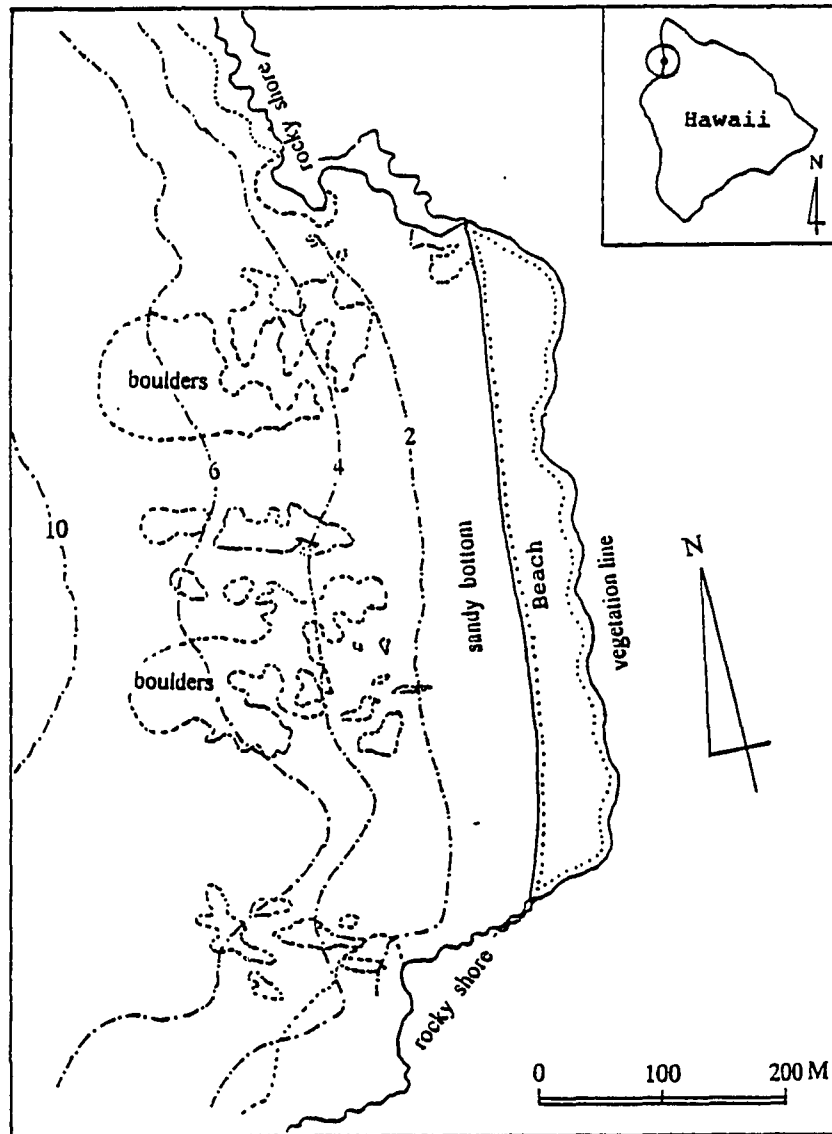 rocky shore
Hawaii
N
boulders
2
6
4
10
sandy bottom
Beach
vegetation line
N
boulders
rocky shore
0 100 200 M